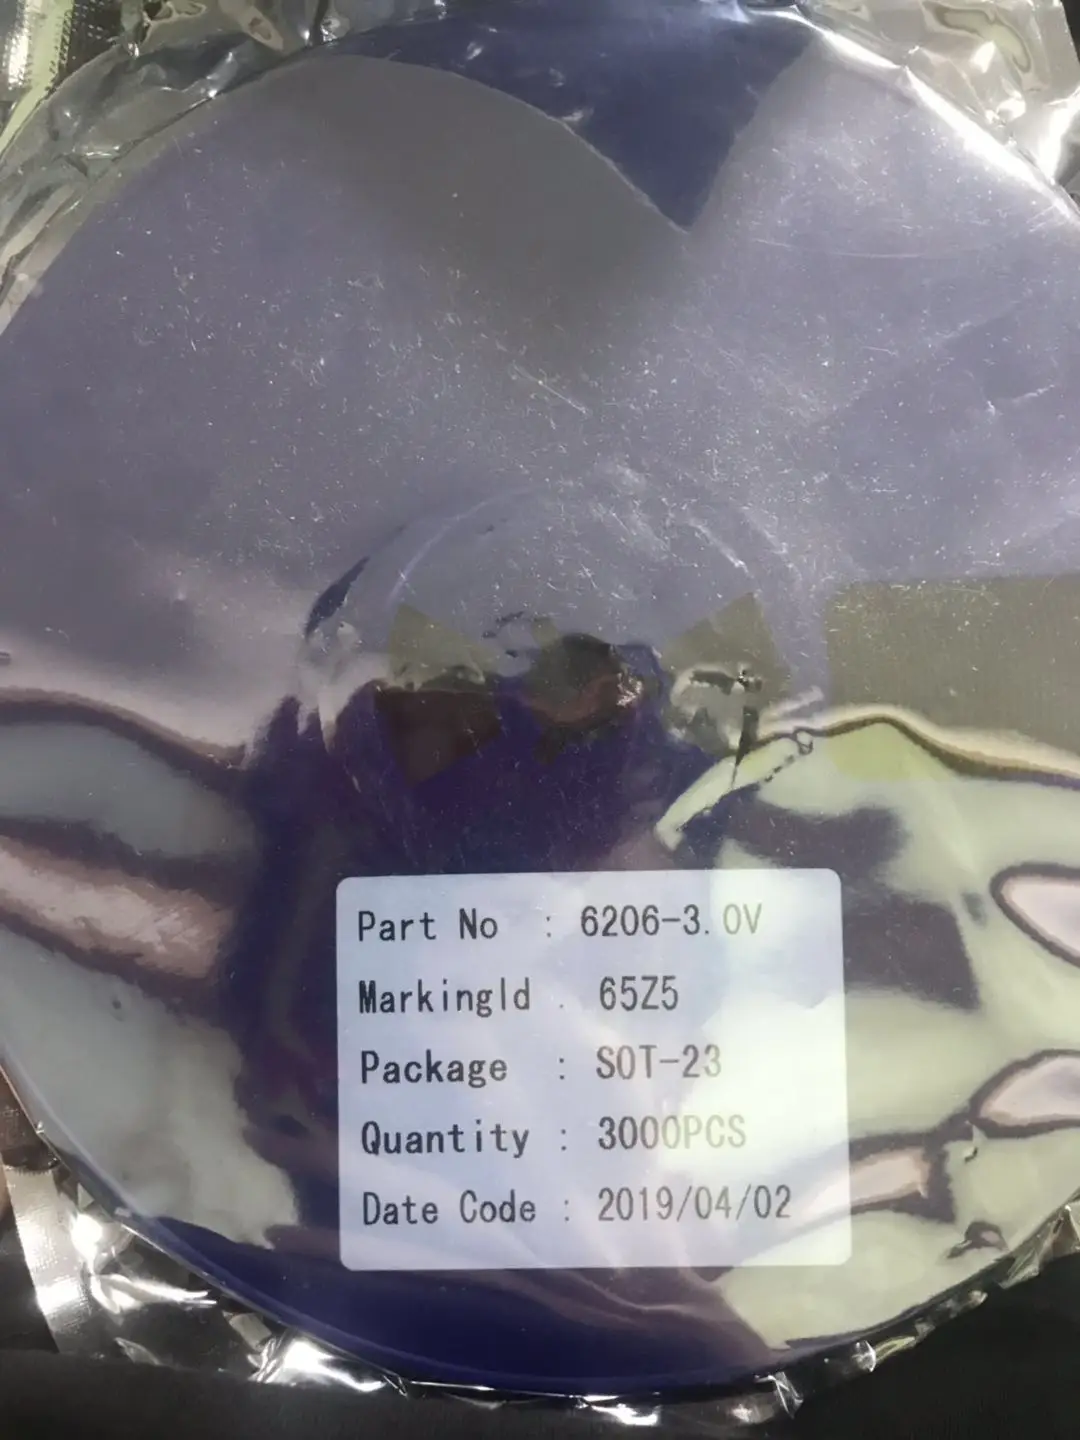 Part No : 6206-3.0V
MarkingId . 65Z5
Package : SOT-23
Quantity : 3000PCS
Date Code : 2019/04/02